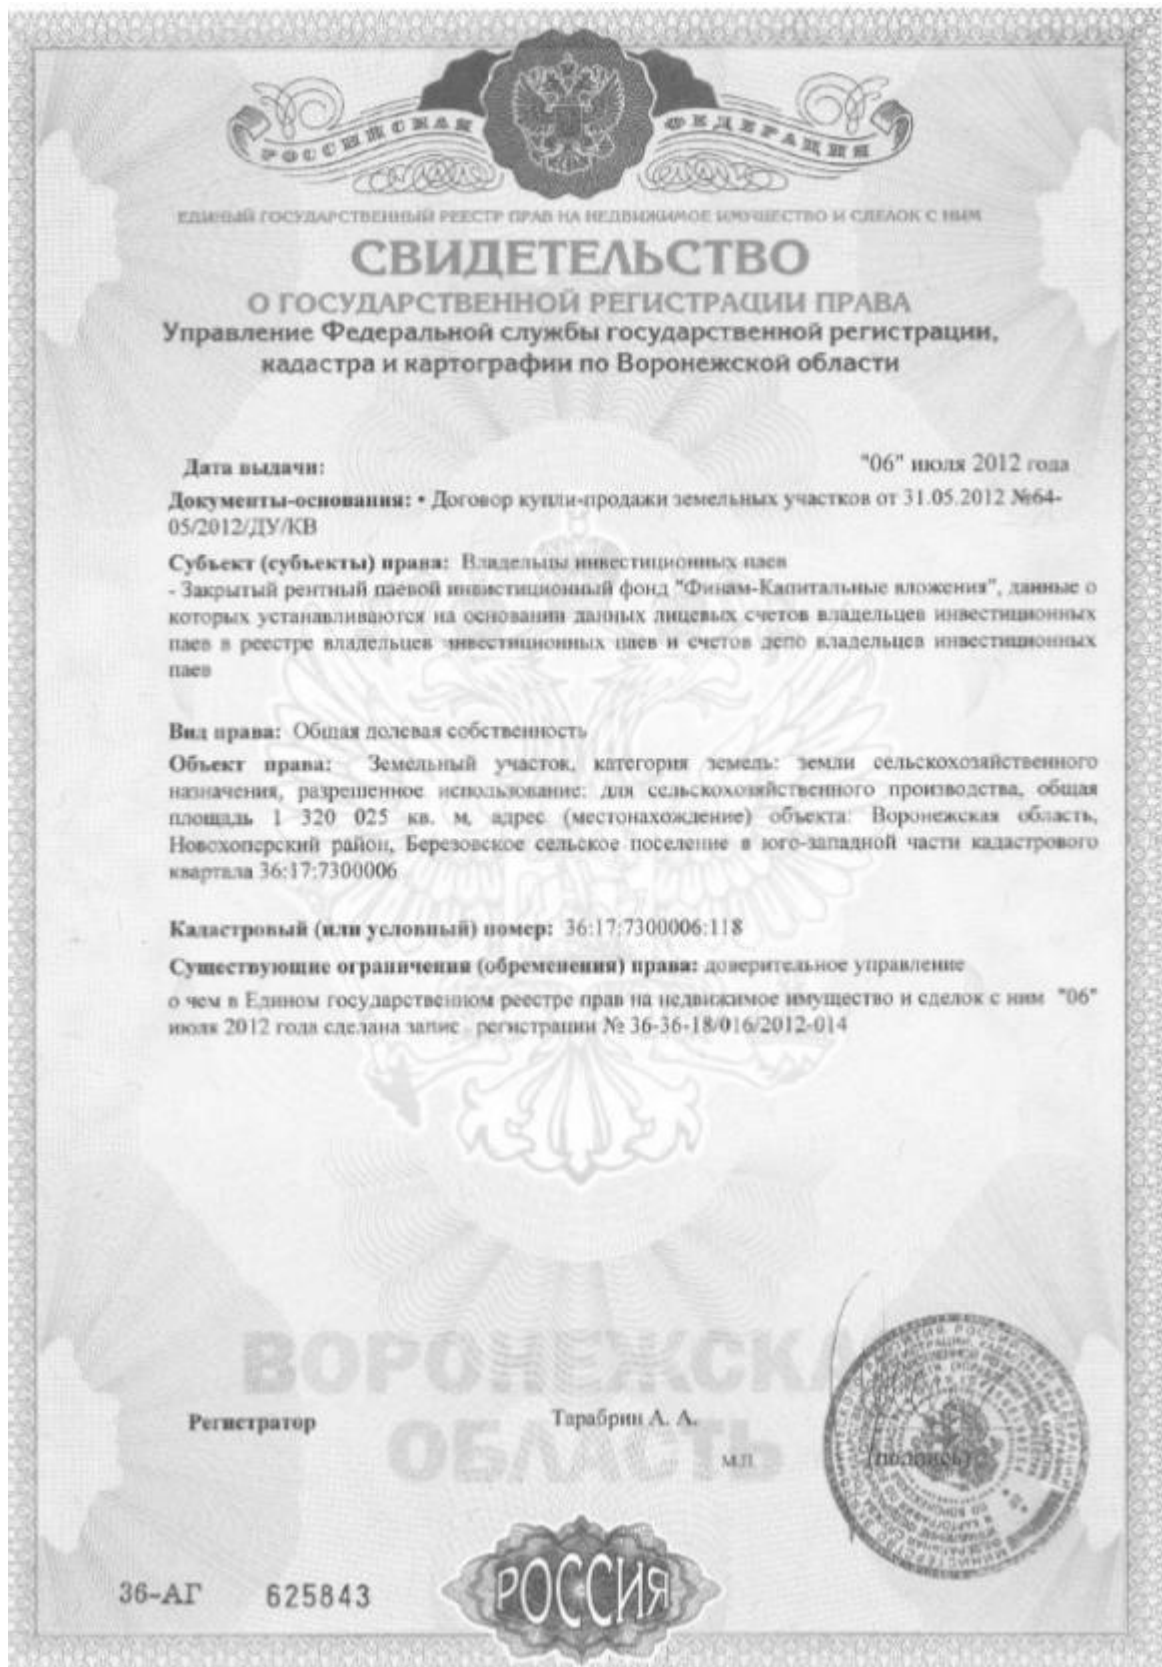 РОССИЙСКАЯ ФЕДЕРАЦИЯ
ЕДИНЫЙ ГОСУДАРСТВЕННЫЙ РЕЕСТР ПРАВ НА НЕДВИЖИМОЕ ИМУЩЕСТВО И СДЕЛОК С НИМ
СВИДЕТЕЛЬСТВО
О ГОСУДАРСТВЕННОЙ РЕГИСТРАЦИИ ПРАВА
Управление Федеральной службы государственной регистрации,
кадастра и картографии по Воронежской области
Дата выдачи: "06" июля 2012 года
Документы-основания: • Договор купли-продажи земельных участков от 31.05.2012 №64-
05/2012/ДУ/КВ
Субъект (субъекты) права: Владельцы инвестиционных паев
- Закрытый рентный паевой инвистиционный фонд "Финам-Капитальные вложения", данные о
которых устанавливаются на основании данных лицевых счетов владельцев инвестиционных
паев в реестре владельцев инвестиционных паев и счетов депо владельцев инвестиционных
паев
Вид права: Общая долевая собственность
Объект права: Земельный участок, категория земель: земли сельскохозяйственного
назначения, разрешенное использование: для сельскохозяйственного производства, общая
площадь 1 320 025 кв. м, адрес (местонахождение) объекта: Воронежская область,
Новохоперский район, Березовское сельское поселение в юго-западной части кадастрового
квартала 36:17:7300006
Кадастровый (или условный) номер: 36:17:7300006:118
Существующие ограничения (обременения) права: доверительное управление
о чем в Едином государственном реестре прав на недвижимое имущество и сделок с ним "06"
июля 2012 года сделана запис регистрации № 36-36-18/016/2012-014
ВОРОНЕЖСКАЯ
ОБЛАСТЬ
Регистратор Тарабрин А. А.
м.п. (подпись)
36-АГ 625843
РОССИЯ